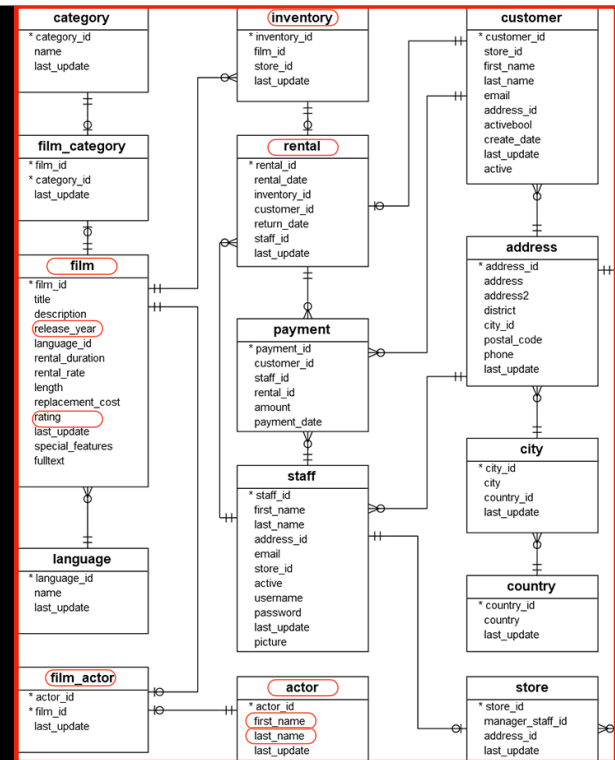 category
* category_id
name
last_update
film_category
* film_id
* category_id
last_update
film
* film_id
title
description
release_year
language_id
rental_duration
rental_rate
length
replacement_cost
rating
last_update
special_features
fulltext
language
* language_id
name
last_update
film_actor
* actor_id
* film_id
last_update
inventory
* inventory_id
film_id
store_id
last_update
rental
* rental_id
rental_date
inventory_id
customer_id
return_date
staff_id
last_update
payment
* payment_id
customer_id
staff_id
rental_id
amount
payment_date
staff
* staff_id
first_name
last_name
address_id
email
store_id
active
username
password
last_update
picture
actor
* actor_id
first_name
last_name
last_update
customer
* customer_id
store_id
first_name
last_name
email
address_id
activebool
create_date
last_update
active
address
* address_id
address
address2
district
city_id
postal_code
phone
last_update
city
* city_id
city
country_id
last_update
country
* country_id
country
last_update
store
* store_id
manager_staff_id
address_id
last_update